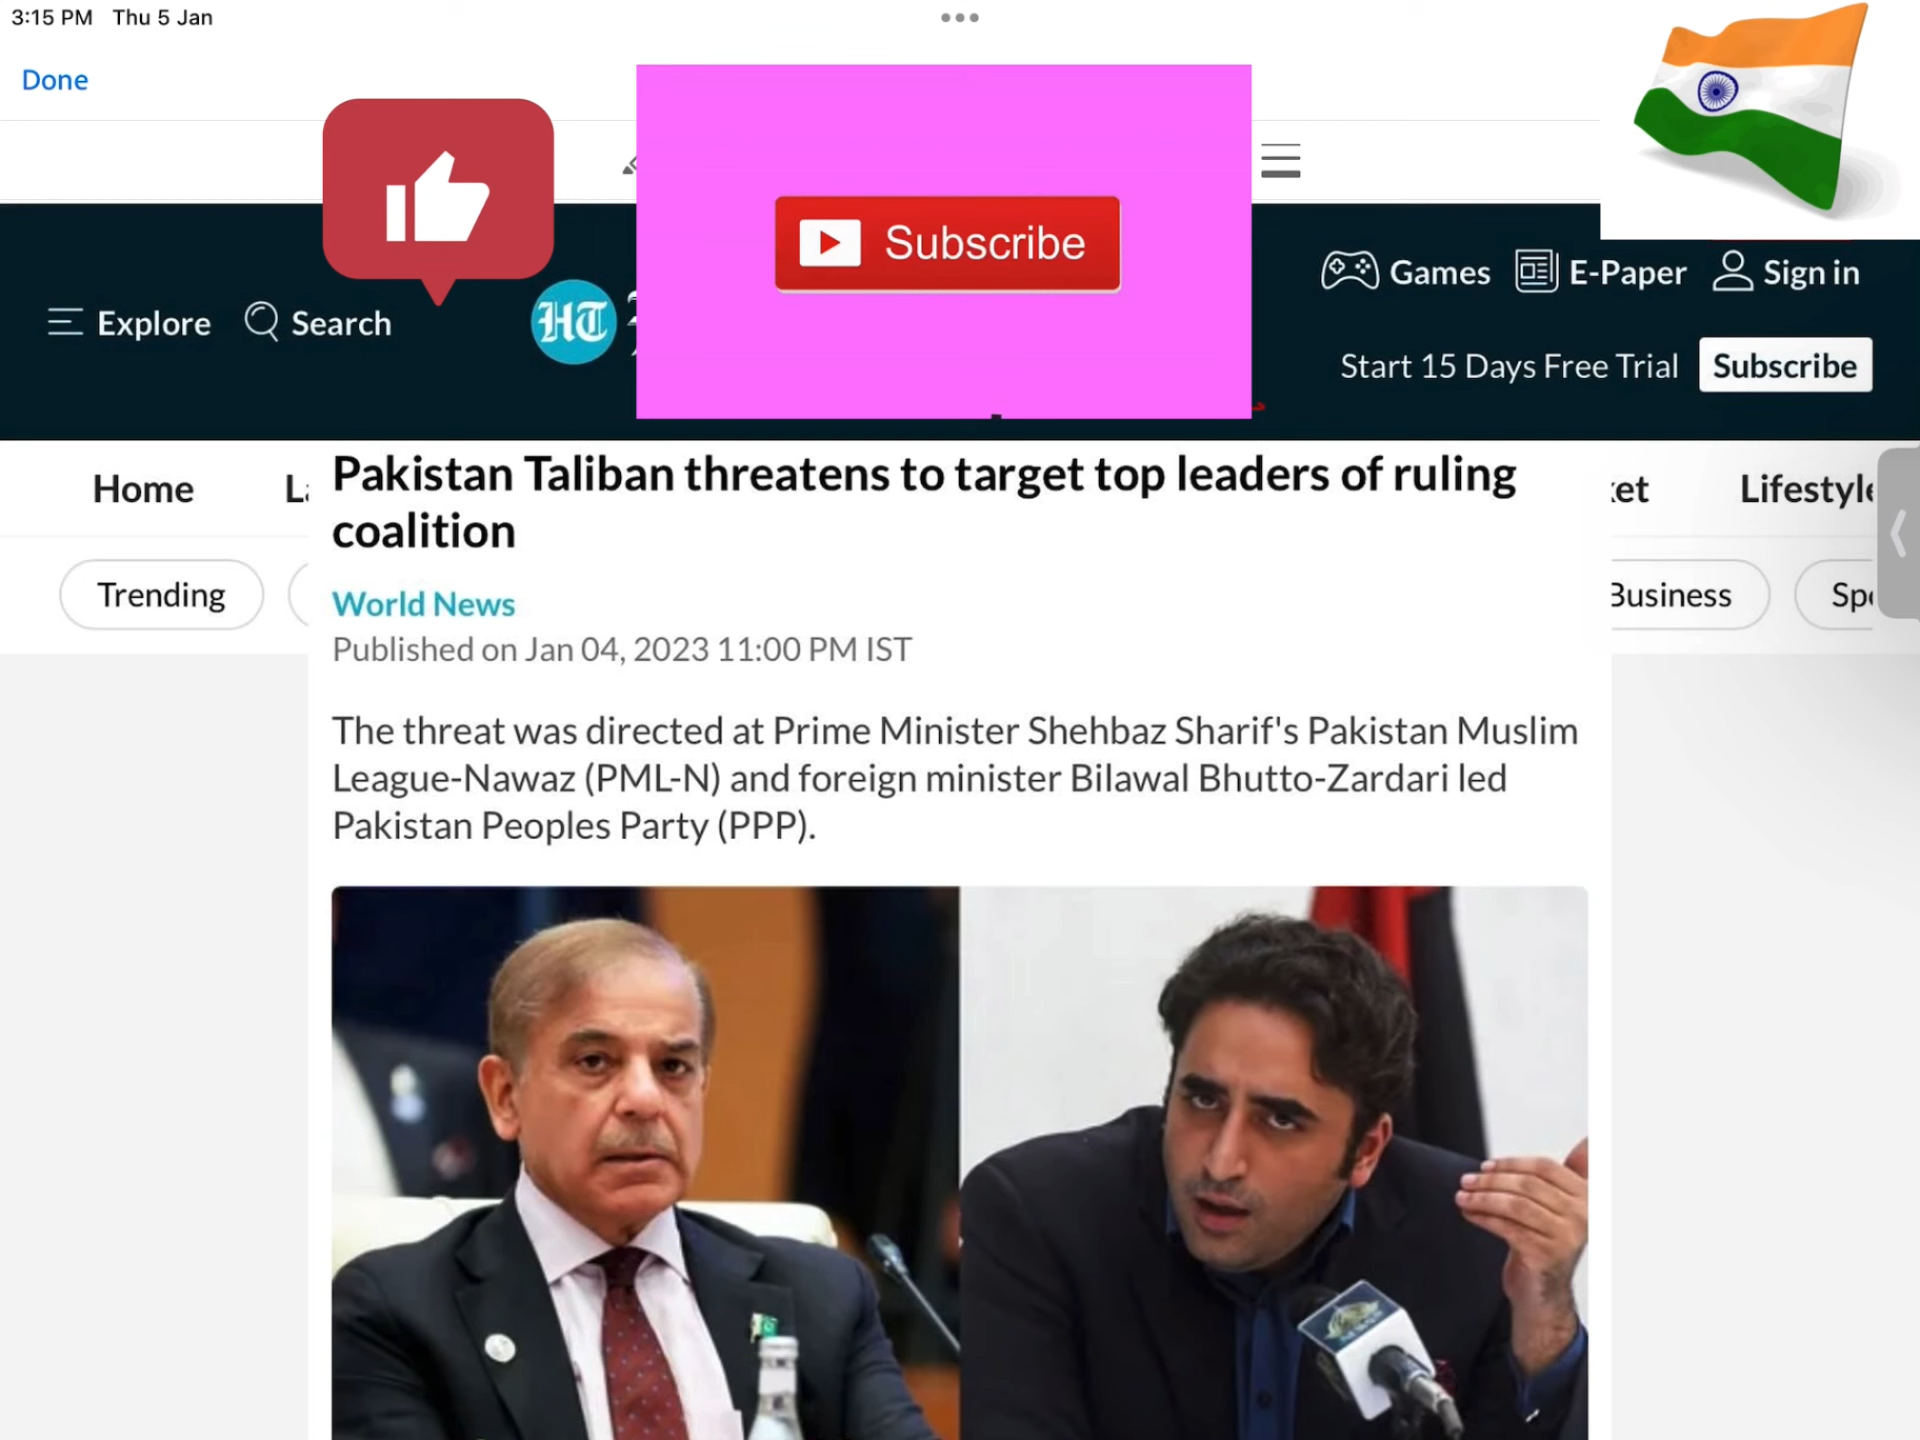 3:15 PM Thu 5 Jan
Done
Subscribe
Games E-Paper Sign in
Explore Search HT
Start 15 Days Free Trial Subscribe
Home
Lifestyle
Pakistan Taliban threatens to target top leaders of ruling
coalition
Trending
Business
World News
Published on Jan 04, 2023 11:00 PM IST
The threat was directed at Prime Minister Shehbaz Sharif's Pakistan Muslim
League-Nawaz (PML-N) and foreign minister Bilawal Bhutto-Zardari led
Pakistan Peoples Party (PPP).